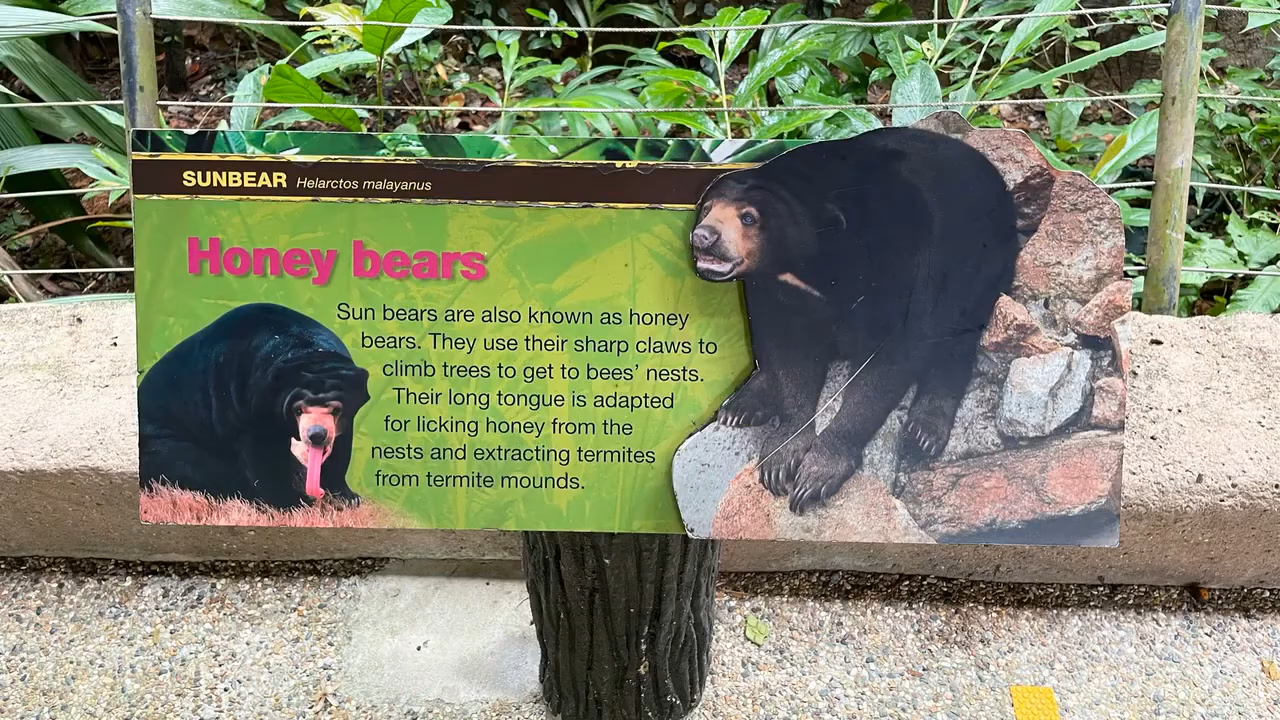 SUNBEAR Helarctos malayanus
Honey bears
Sun bears are also known as honey
bears. They use their sharp claws to
climb trees to get to bees’ nests.
Their long tongue is adapted
for licking honey from the
nests and extracting termites
from termite mounds.